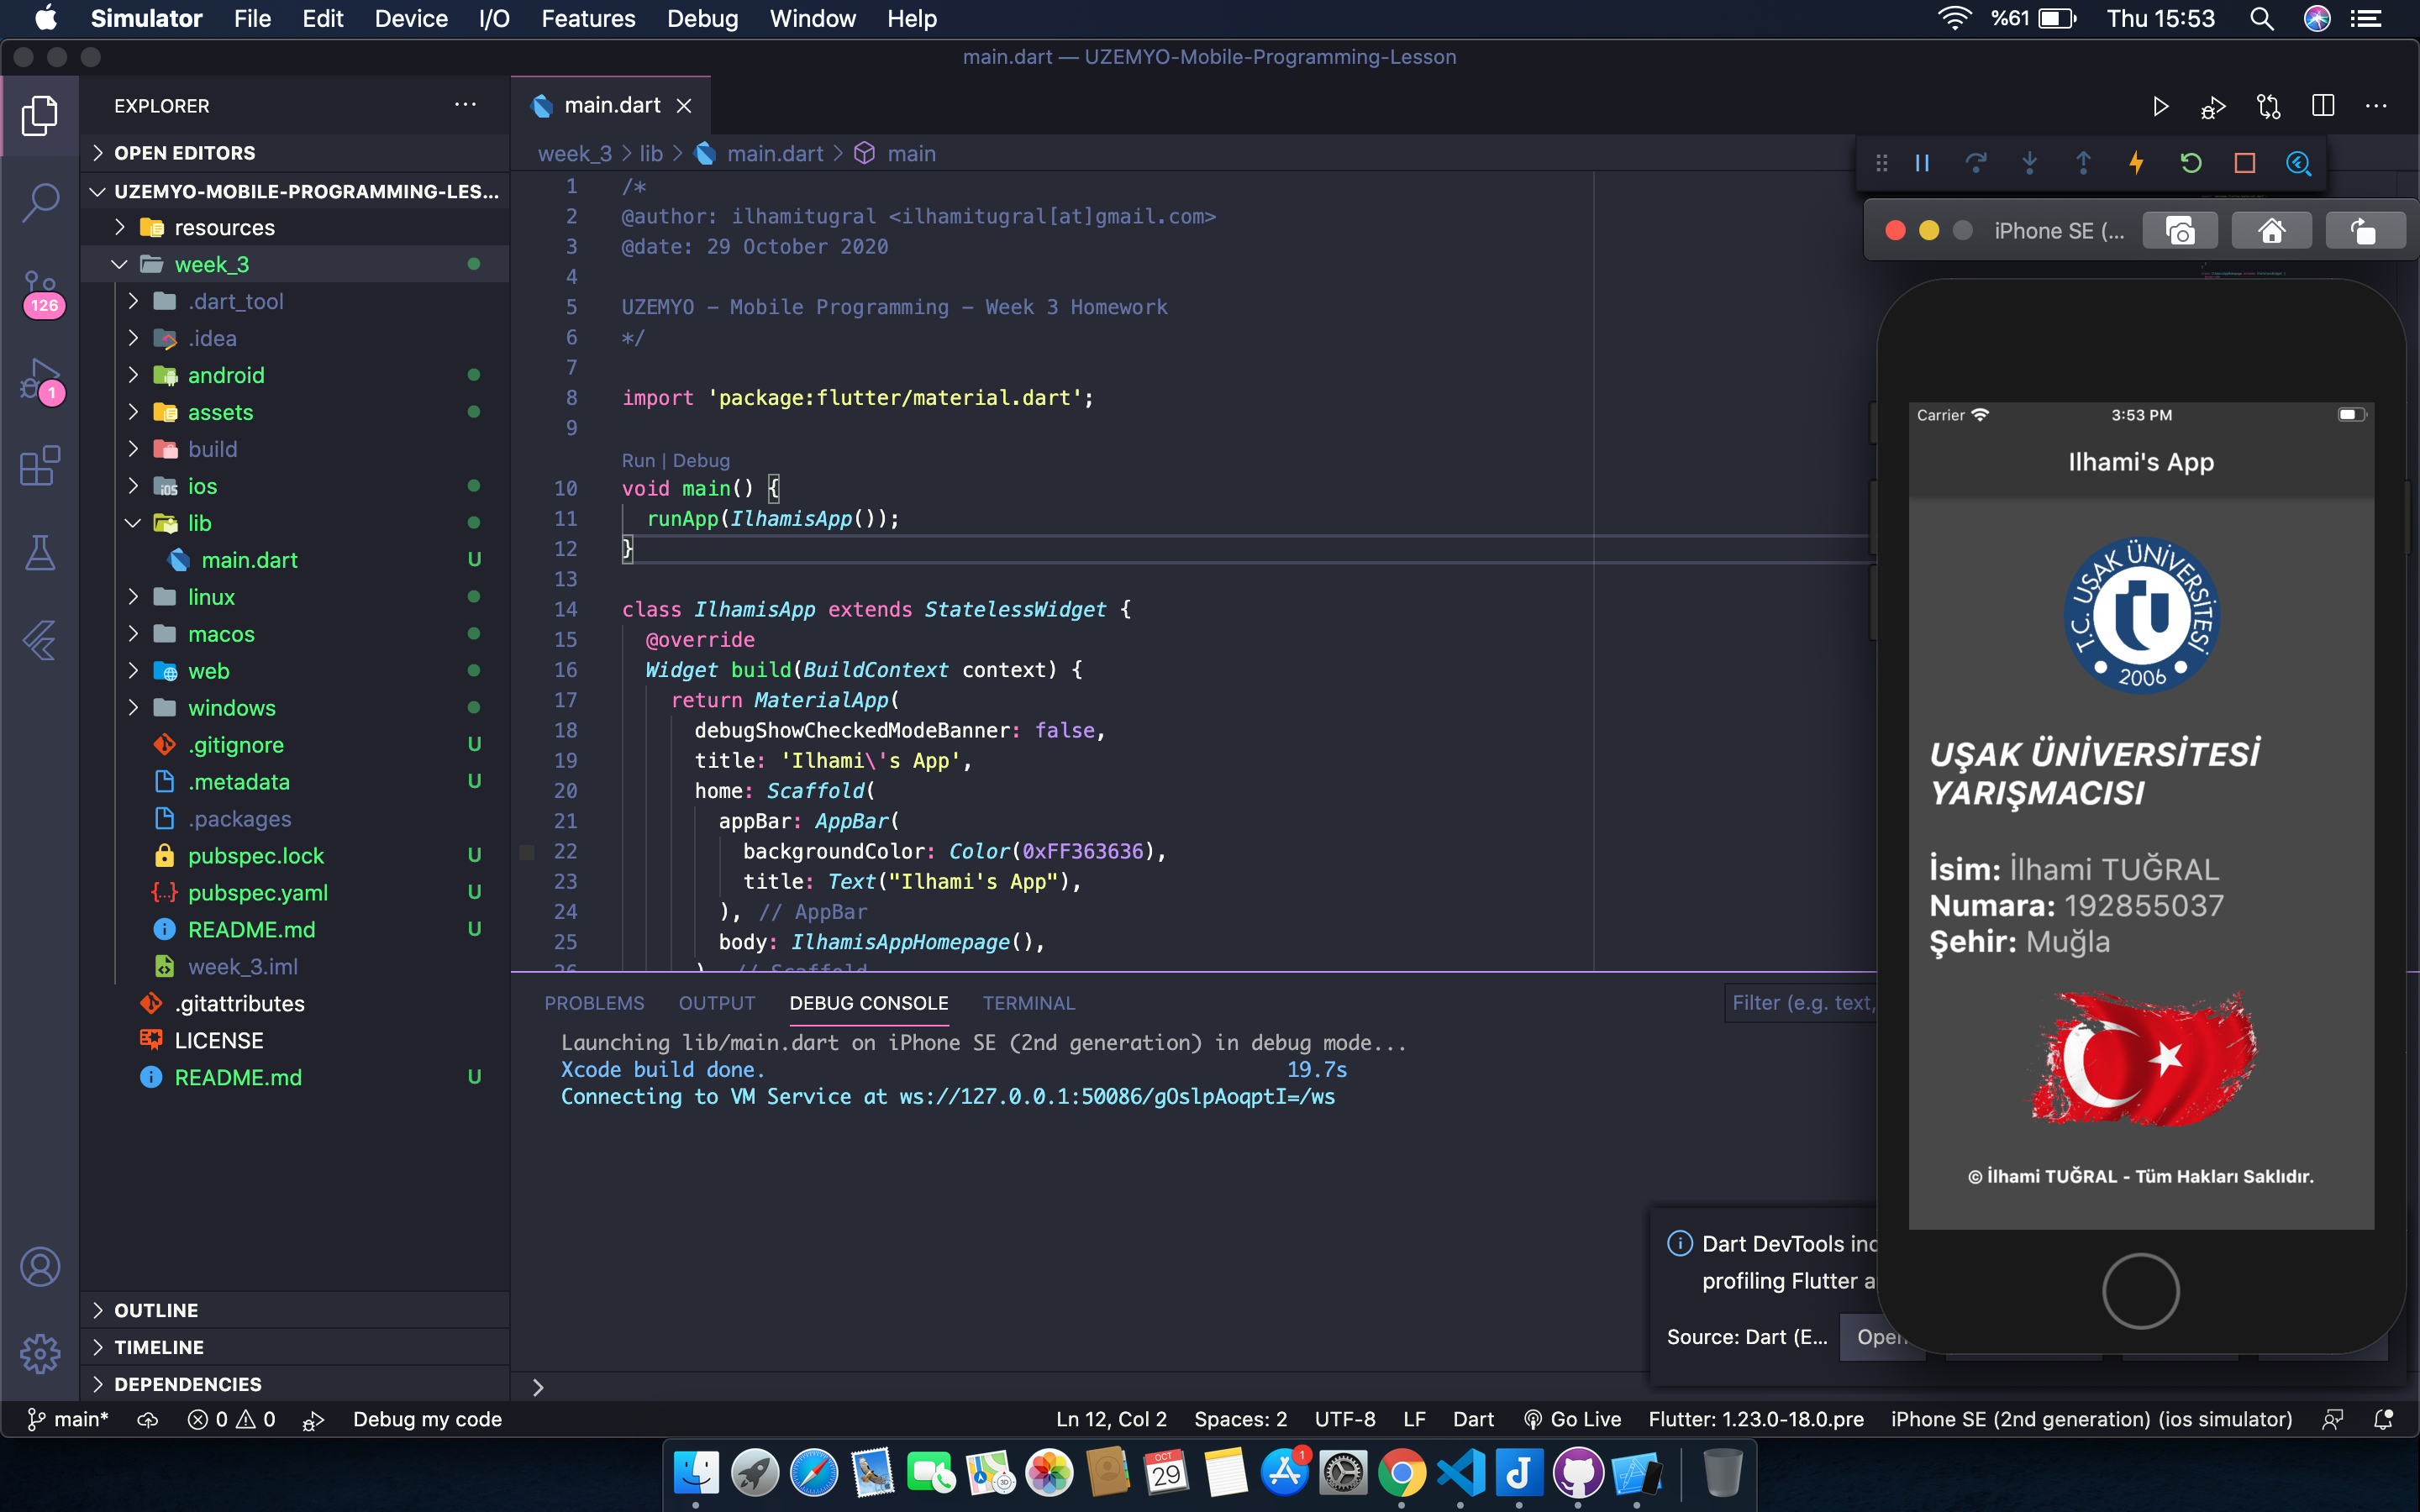 Simulator File Edit Device I/O Features Debug Window Help
%61 Thu 15:53
main.dart — UZEMYO-Mobile-Programming-Lesson
EXPLORER
OPEN EDITORS
UZEMYO-MOBILE-PROGRAMMING-LES...
resources
week_3
.dart_tool
.idea
android
assets
build
ios
lib
main.dart U
linux
macos
web
windows
.gitignore U
.metadata U
.packages
pubspec.lock U
pubspec.yaml U
README.md U
week_3.iml
.gitattributes
LICENSE
README.md U
OUTLINE
TIMELINE
DEPENDENCIES
126
1
main.dart
week_3 > lib > main.dart > main
1 /*
2 @author: ilhamitugral <ilhamitugral[at]gmail.com>
3 @date: 29 October 2020
4
5 UZEMYO - Mobile Programming - Week 3 Homework
6 */
7
8 import 'package:flutter/material.dart';
9
Run | Debug
10 void main() {
11 runApp(IlhamisApp());
12 }
13
14 class IlhamisApp extends StatelessWidget {
15 @override
16 Widget build(BuildContext context) {
17 return MaterialApp(
18 debugShowCheckedModeBanner: false,
19 title: 'Ilhami\'s App',
20 home: Scaffold(
21 appBar: AppBar(
22 backgroundColor: Color(0xFF363636),
23 title: Text("Ilhami's App"),
24 ), // AppBar
25 body: IlhamisAppHomepage(),
26 ), // Scaffold
PROBLEMS OUTPUT DEBUG CONSOLE TERMINAL
Filter (e.g. text,
Launching lib/main.dart on iPhone SE (2nd generation) in debug mode...
Xcode build done. 19.7s
Connecting to VM Service at ws://127.0.0.1:50086/gOslpAoqptI=/ws
iPhone SE (...
Carrier 3:53 PM
Ilhami's App
T.C. UŞAK ÜNİVERSİTESİ
2006
UŞAK ÜNİVERSİTESİ
YARIŞMACISI
İsim: İlhami TUĞRAL
Numara: 192855037
Şehir: Muğla
© İlhami TUĞRAL - Tüm Hakları Saklıdır.
Dart DevTools inc
profiling Flutter a
Source: Dart (E... Open
main* 0 0 Debug my code
Ln 12, Col 2 Spaces: 2 UTF-8 LF Dart Go Live Flutter: 1.23.0-18.0.pre iPhone SE (2nd generation) (ios simulator)
OCT
29
1